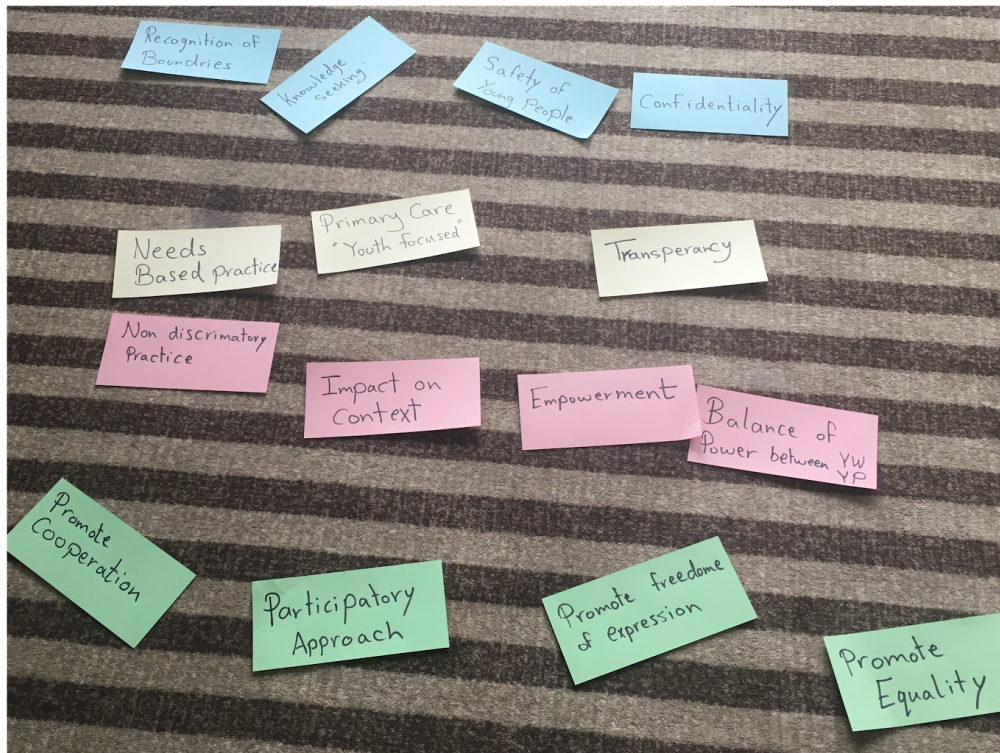 Recognition of
Boundries
Knowledge
seeking.
Safety of
Young People
Confidentiality
Needs
Based practice
Primary Care
"Youth focused"
Transperancy
Non discrimatory
Practice
Impact on
Context
Empowerment
Balance of
Power between YW
YP
Promote
Cooperation
Participatory
Approach
Promote freedome
of expression
Promote
Equality